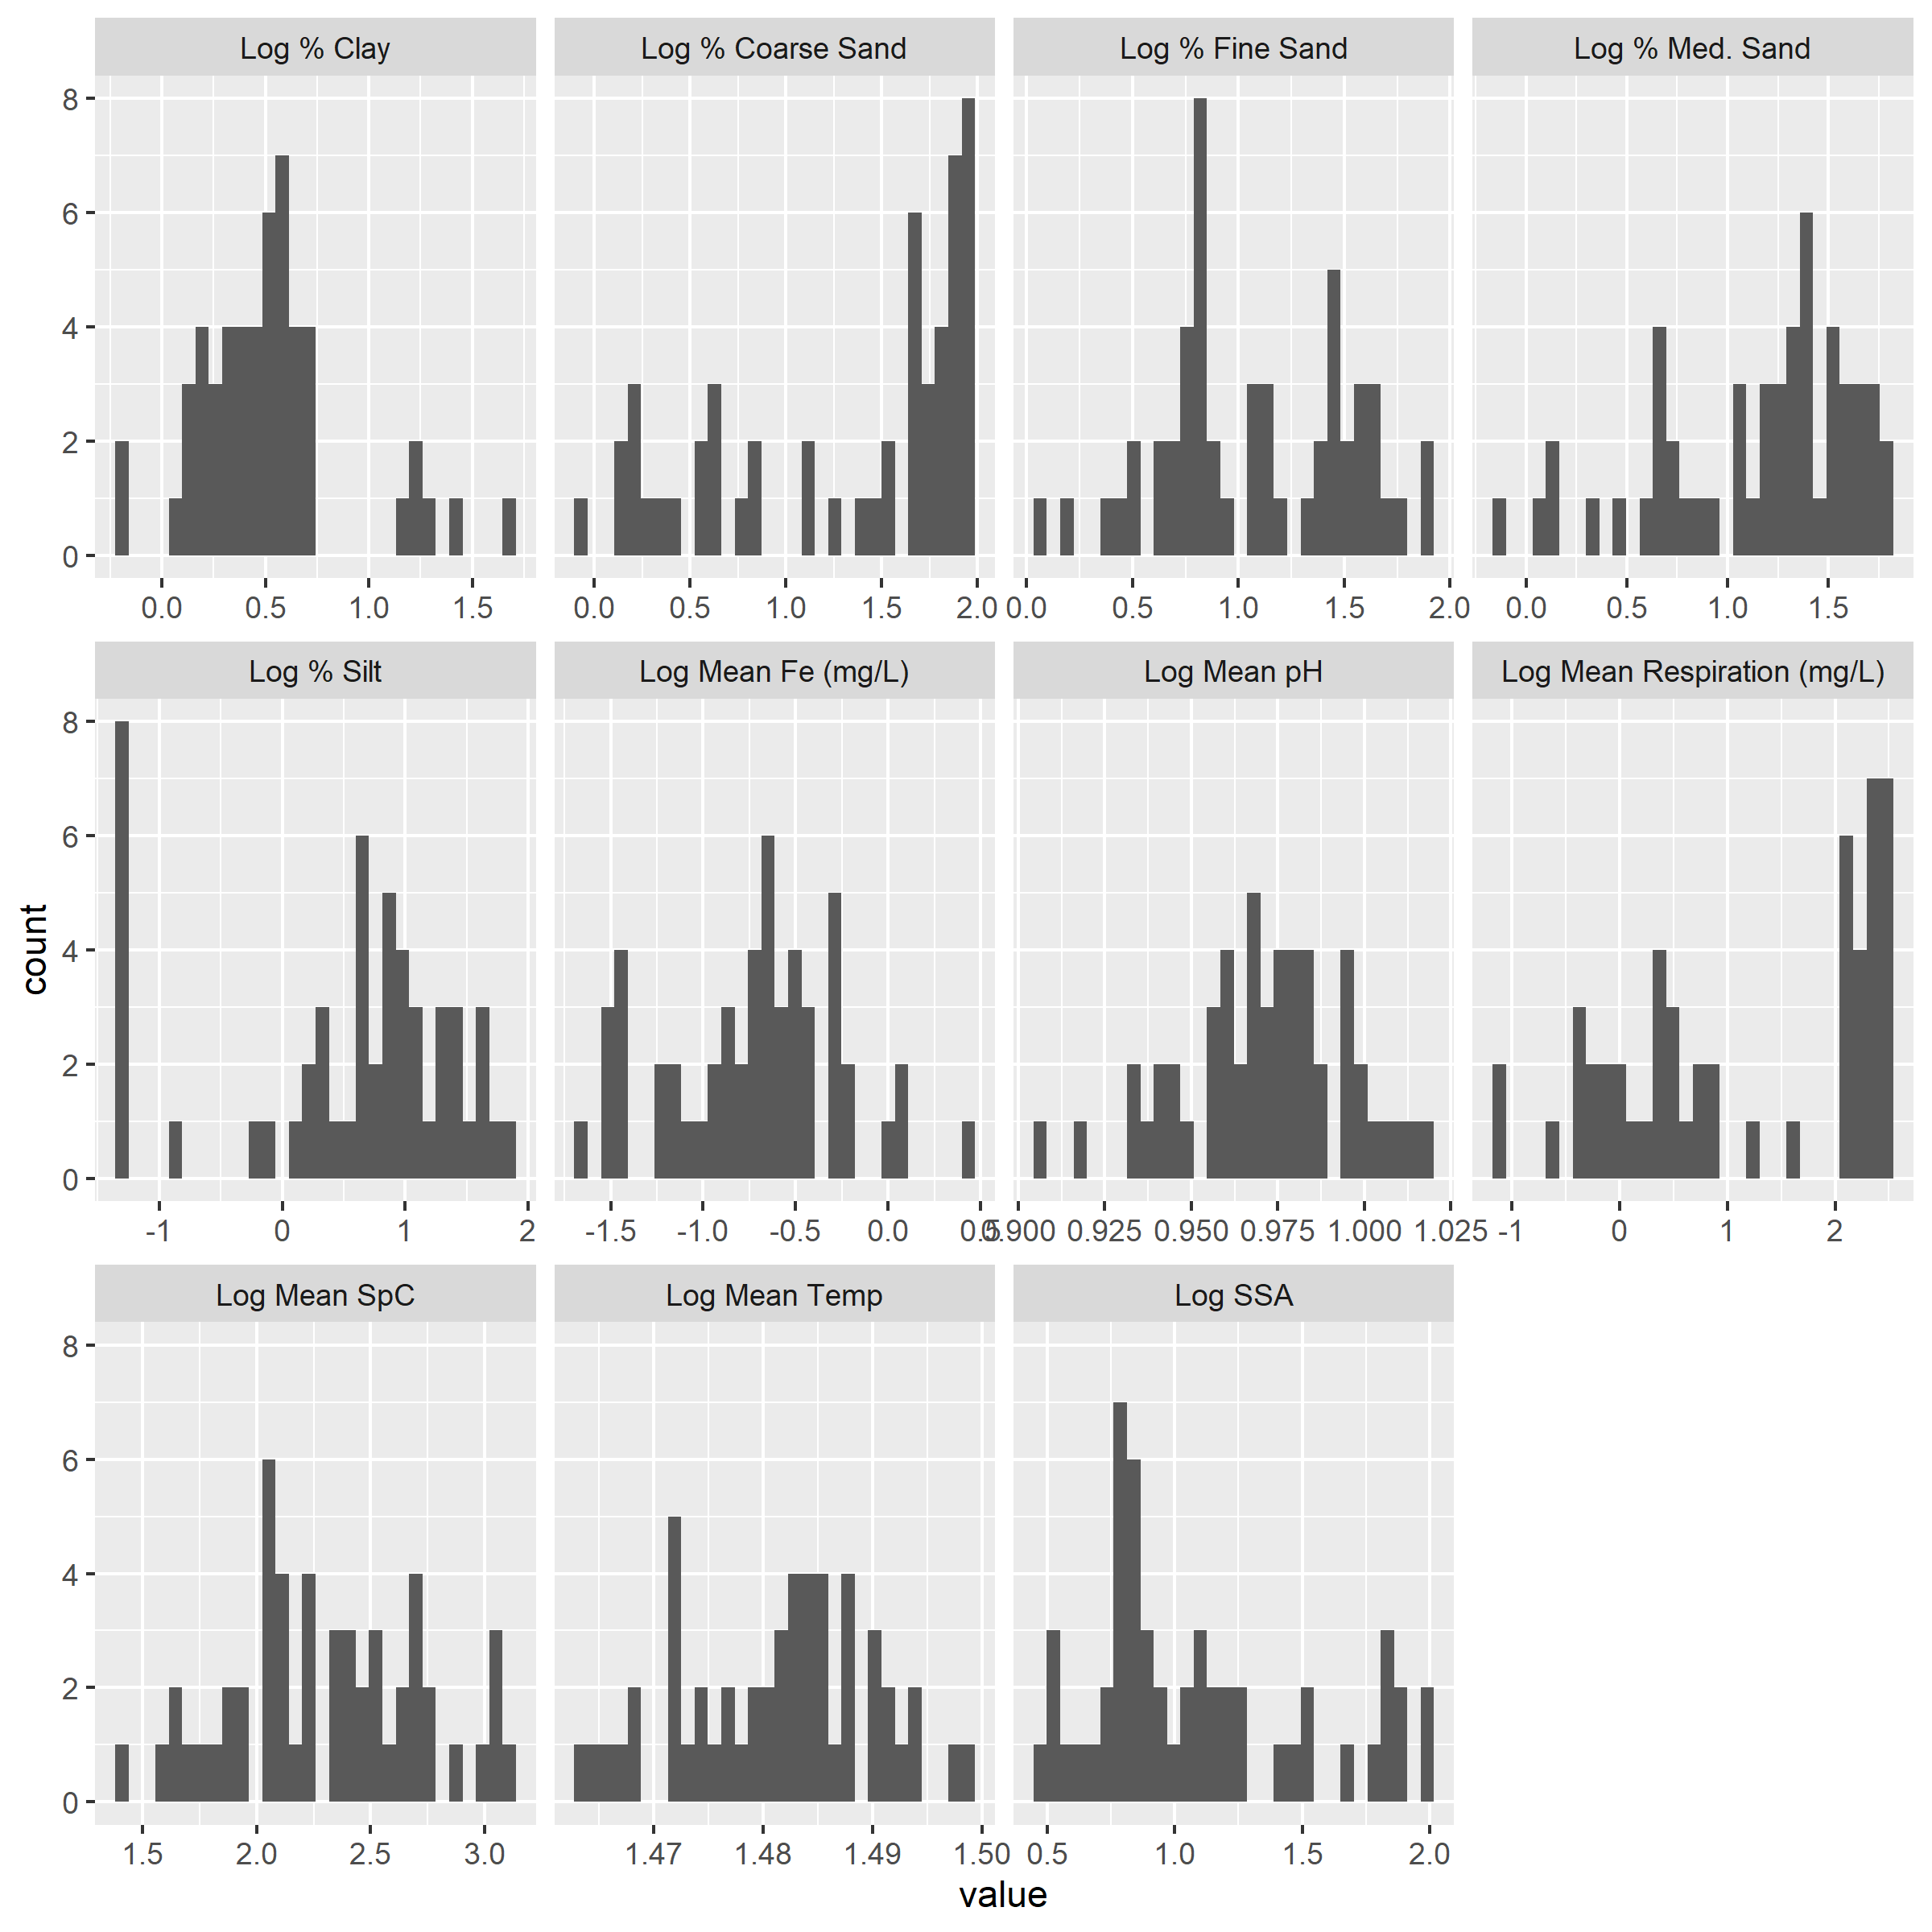 Log % Clay Log % Coarse Sand Log % Fine Sand Log % Med. Sand
8
6
4
2
0
0.0 0.5 1.0 1.5 0.0 0.5 1.0 1.5 2.0 0.0 0.5 1.0 1.5 2.0 0.0 0.5 1.0 1.5
Log % Silt Log Mean Fe (mg/L) Log Mean pH Log Mean Respiration (mg/L)
8
6
4
2
0
count
-1 0 1 2 -1.5 -1.0 -0.5 0.0 0.5 0.900 0.925 0.950 0.975 1.000 1.025 -1 0 1 2
Log Mean SpC Log Mean Temp Log SSA
8
6
4
2
0
1.5 2.0 2.5 3.0 1.47 1.48 1.49 1.50 0.5 1.0 1.5 2.0
value